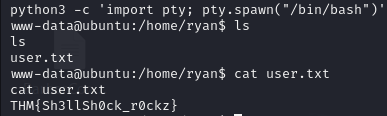 python3 -c 'import pty; pty.spawn("/bin/bash")'
www-data@ubuntu:/home/ryan$ ls
ls
user.txt
www-data@ubuntu:/home/ryan$ cat user.txt
cat user.txt
THM{Sh3llSh0ck_r0ckz}